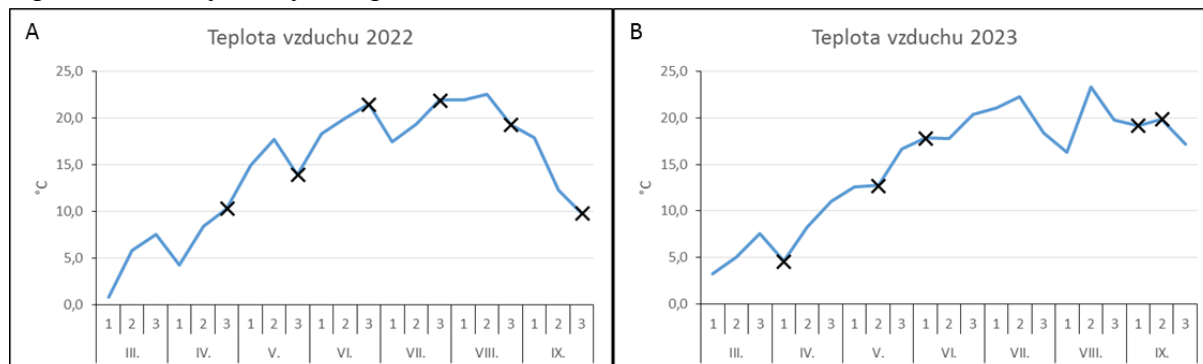 A
Teplota vzduchu 2022
25,0
20,0
15,0
10,0
5,0
0,0
°C
1 2 3 1 2 3 1 2 3 1 2 3 1 2 3 1 2 3 1 2 3
III. IV. V. VI. VII. VIII. IX.
B
Teplota vzduchu 2023
25,0
20,0
15,0
10,0
5,0
0,0
°C
1 2 3 1 2 3 1 2 3 1 2 3 1 2 3 1 2 3 1 2 3
III. IV. V. VI. VII. VIII. IX.